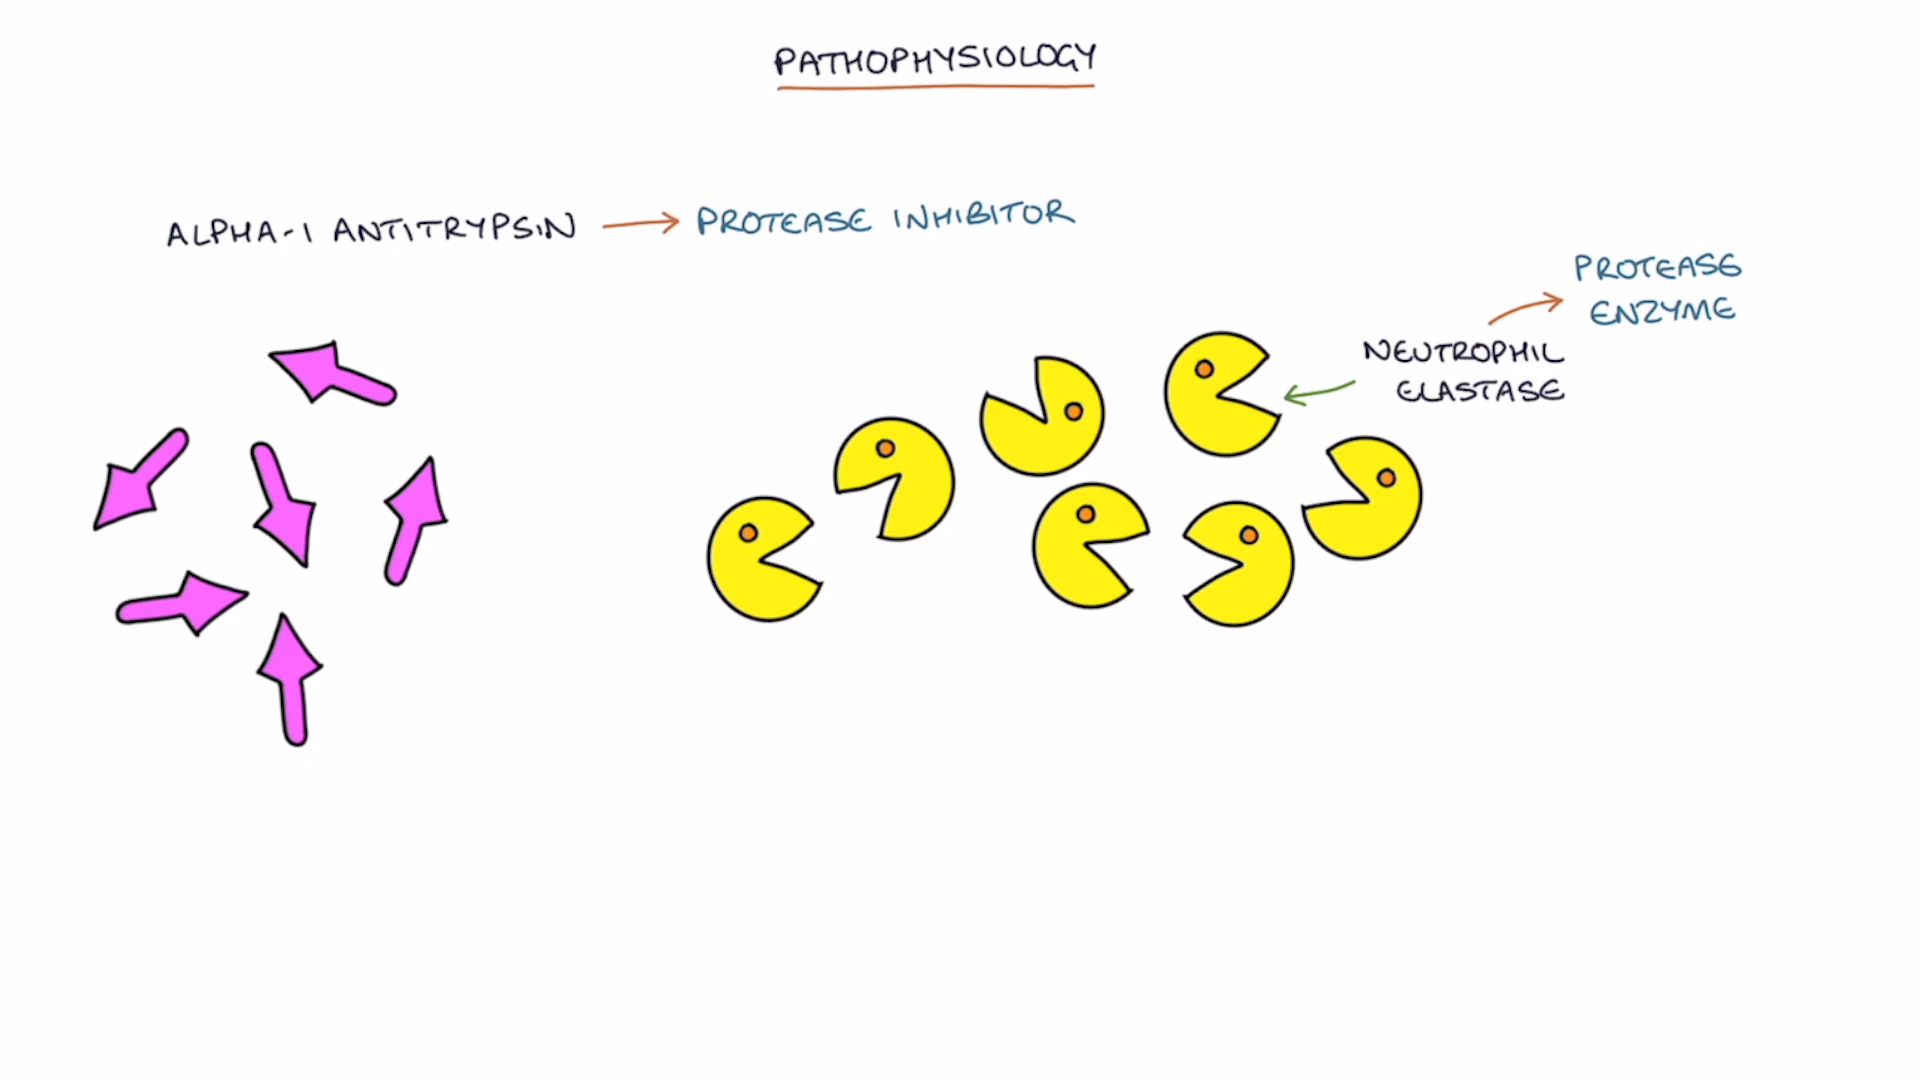 PATHOPHYSIOLOGY
ALPHA-1 ANTITRYPSIN → PROTEASE INHIBITOR
PROTEASE
ENZYME
NEUTROPHIL
ELASTASE